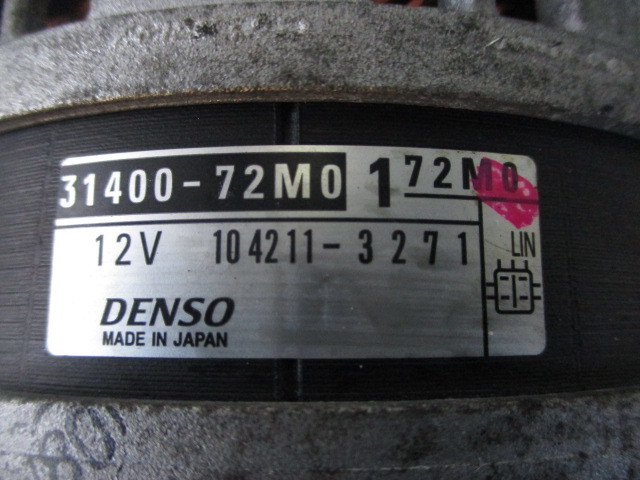 31400-72M0 1 72M0
12V 104211-3271 LIN
DENSO
MADE IN JAPAN